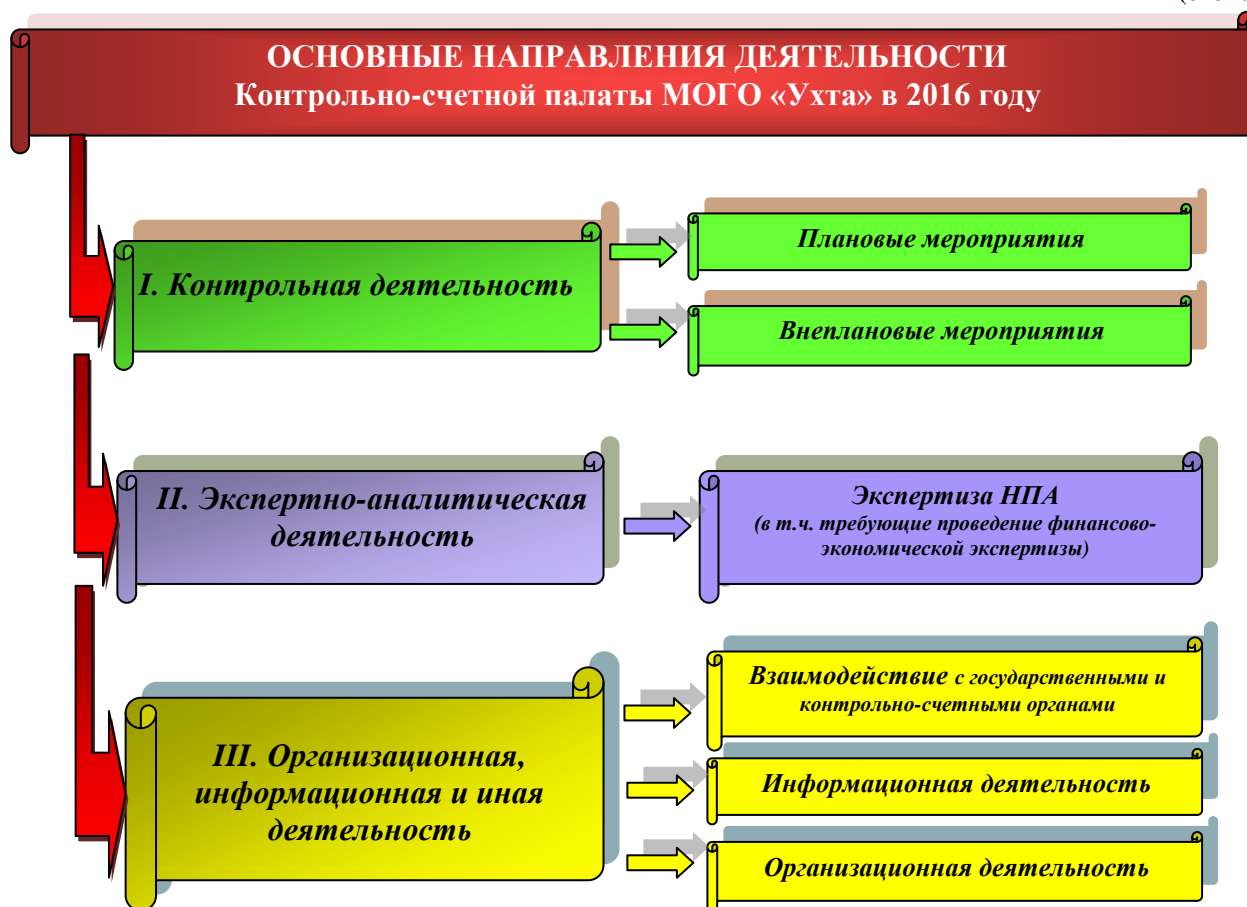 ОСНОВНЫЕ НАПРАВЛЕНИЯ ДЕЯТЕЛЬНОСТИ
Контрольно-счетной палаты МОГО «Ухта» в 2016 году
I. Контрольная деятельность
Плановые мероприятия
Внеплановые мероприятия
II. Экспертно-аналитическая
деятельность
Экспертиза НПА
(в т.ч. требующие проведение финансово-
экономической экспертизы)
III. Организационная,
информационная и иная
деятельность
Взаимодействие с государственными и
контрольно-счетными органами
Информационная деятельность
Организационная деятельность